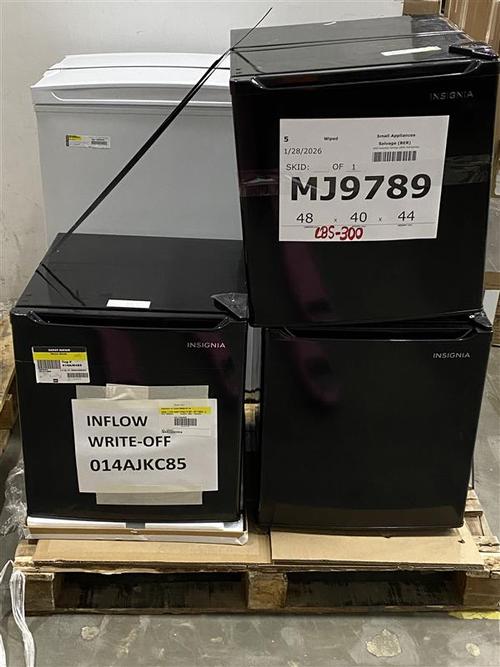 INSIGNIA
5 Wiped Small Appliances
1/28/2026 Salvage (BER)
SKID: OF 1
MJ9789
48 x 40 x 44
LBS-300
INSIGNIA
INSIGNIA
INFLOW
WRITE-OFF
014AJKC85